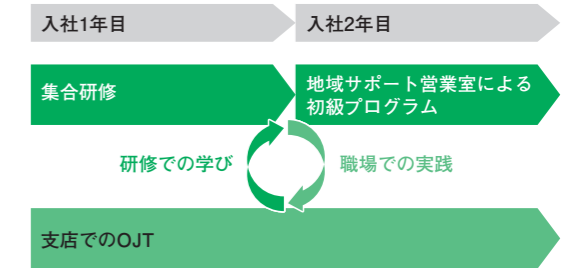 入社1年目
入社2年目
集合研修
地域サポート営業室による
初級プログラム
研修での学び
職場での実践
支店でのOJT